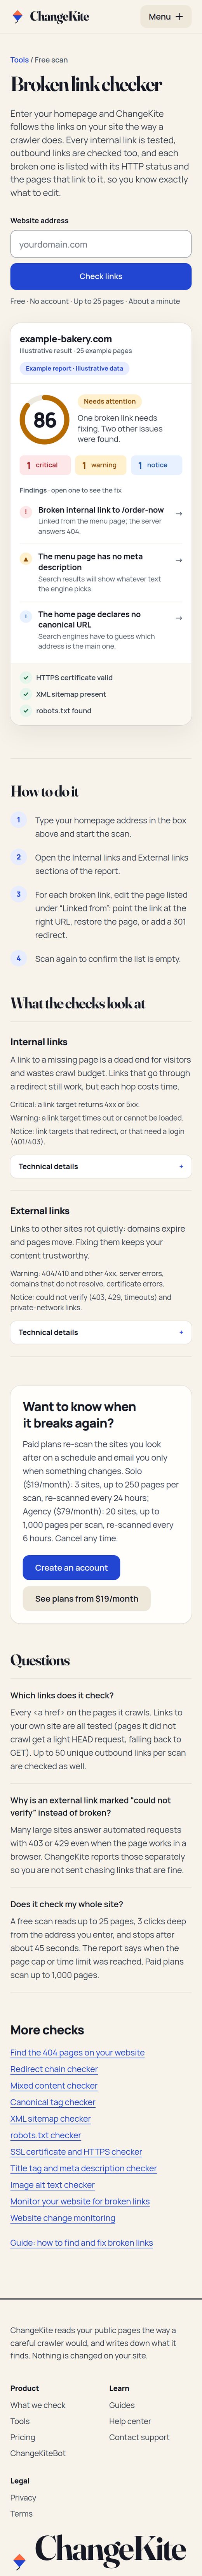 ChangeKite
Menu +
Tools / Free scan
Broken link checker
Enter your homepage and ChangeKite
follows the links on your site the way a
crawler does. Every internal link is tested,
outbound links are checked too, and each
broken one is listed with its HTTP status and
the page that link to it, so you know exactly
what to edit.
Website address
yourdomain.com
Check links
Free · No account · Up to 25 pages · About a minute
example-bakery.com
Illustrative result · 25 example pages
Example report · illustrative data
86
Needs attention
One broken link needs
fixing. Two other issues
were found.
1 critical
1 warning
1 notice
Findings · open one to see the fix
! Broken internal link to /order-now →
Linked from the menu page; the server
answers 404.
▲ The menu page has no meta →
description
Search results will show whatever text
the engine picks.
i The home page declares no →
canonical URL
Search engines have to guess which
address is the main one.
✓ HTTPS certificate valid
✓ XML sitemap present
✓ robots.txt found
How to do it
1 Type your homepage address in the box
above and start the scan.
2 Open the Internal links and External links
sections of the report.
3 For each broken link, edit the page listed
under “Linked from”: point the link at the
right URL, restore the page, or add a 301
redirect.
4 Scan again to confirm the list is empty.
What the checks look at
Internal links
A link to a missing page is a dead end for visitors
and wastes crawl budget. Links that go through
a redirect still work, but each hop costs time.
Critical: a link target returns 4xx or 5xx.
Warning: a link target times out or cannot be loaded.
Notice: link targets that redirect, or that need a login
(401/403).
Technical details +
External links
Links to other sites rot quietly: domains expire
and pages move. Fixing them keeps your
content trustworthy.
Warning: 404/410 and other 4xx, server errors,
domains that do not resolve, certificate errors.
Notice: could not verify (403, 429, timeouts) and
private-network links.
Technical details +
Want to know when
it breaks again?
Paid plans re-scan the sites you look
after on a schedule and email you only
when something changes. Solo
($19/month): 3 sites, up to 250 pages per
scan, re-scanned every 24 hours;
Agency ($79/month): 20 sites, up to
1,000 pages per scan, re-scanned every
6 hours. Cancel any time.
Create an account
See plans from $19/month
Questions
Which links does it check?
Every <a href> on the pages it crawls. Links to
your own site are all tested (pages it did not
crawl get a light HEAD request, falling back to
GET). Up to 50 unique outbound links per scan
are checked as well.
Why is an external link marked “could not
verify” instead of broken?
Many large sites answer automated requests
with 403 or 429 even when the page works in a
browser. ChangeKite reports those separately
so you are not sent chasing links that are fine.
Does it check my whole site?
A free scan reads up to 25 pages, 3 clicks deep
from the address you enter, and stops after
about 45 seconds. The report says when the
page cap or time limit was reached. Paid plans
scan up to 1,000 pages.
More checks
Find the 404 pages on your website
Redirect chain checker
Mixed content checker
Canonical tag checker
XML sitemap checker
robots.txt checker
SSL certificate and HTTPS checker
Title tag and meta description checker
Image alt text checker
Monitor your website for broken links
Website change monitoring
Guide: how to find and fix broken links
ChangeKite reads your public pages the way a
careful crawler would, and writes down what it
finds. Nothing is changed on your site.
Product
What we check
Tools
Pricing
ChangeKiteBot
Learn
Guides
Help center
Contact support
Legal
Privacy
Terms
ChangeKite